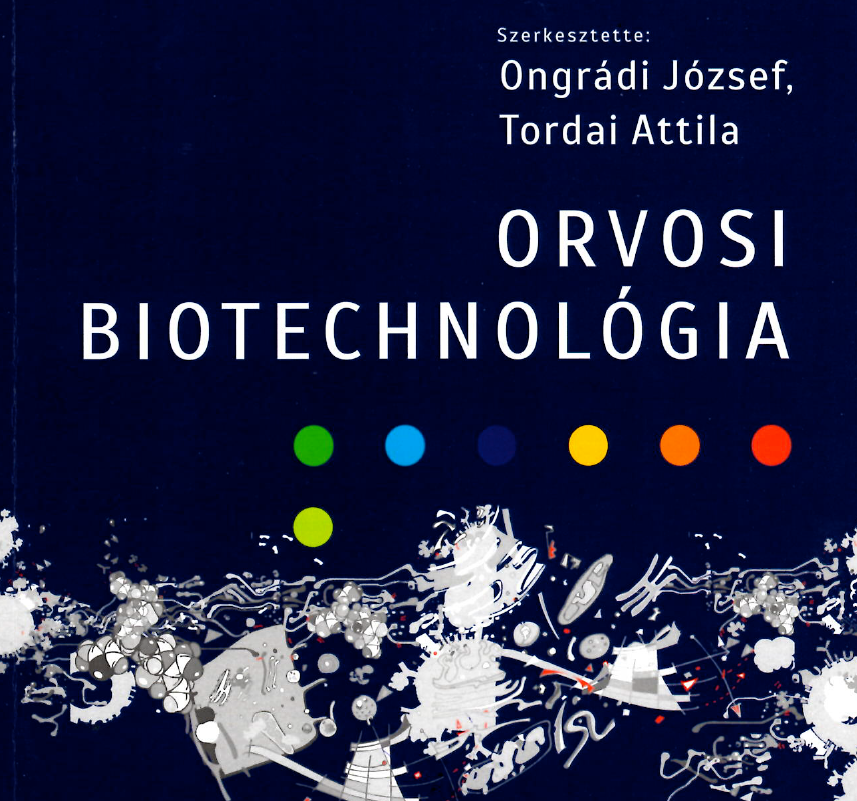 Szerkesztette:
Ongrádi József,
Tordai Attila
ORVOSI
BIOTECHNOLÓGIA